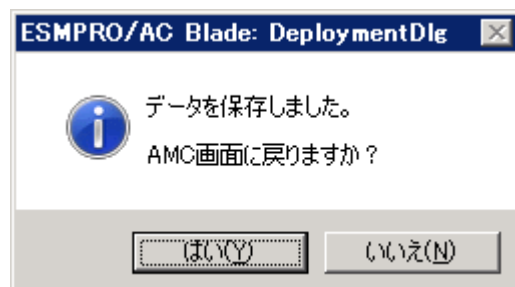 ESMPRO/AC Blade: DeploymentDlg
データを保存しました。
AMC画面に戻りますか？
はい(Y)
いいえ(N)